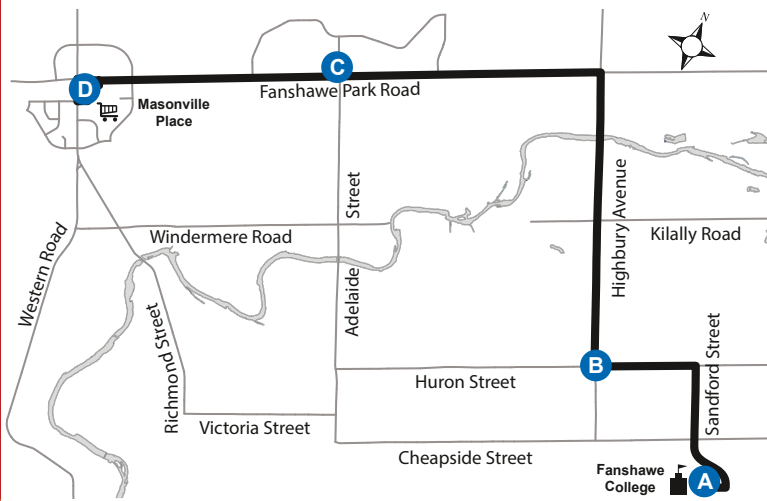 N
C
D
Fanshawe Park Road
Masonville
Place
Street
Highbury Avenue
Windermere Road
Kilally Road
Western Road
Adelaide
Richmond Street
Sandford Street
B
Huron Street
Victoria Street
Cheapside Street
Fanshawe
College
A